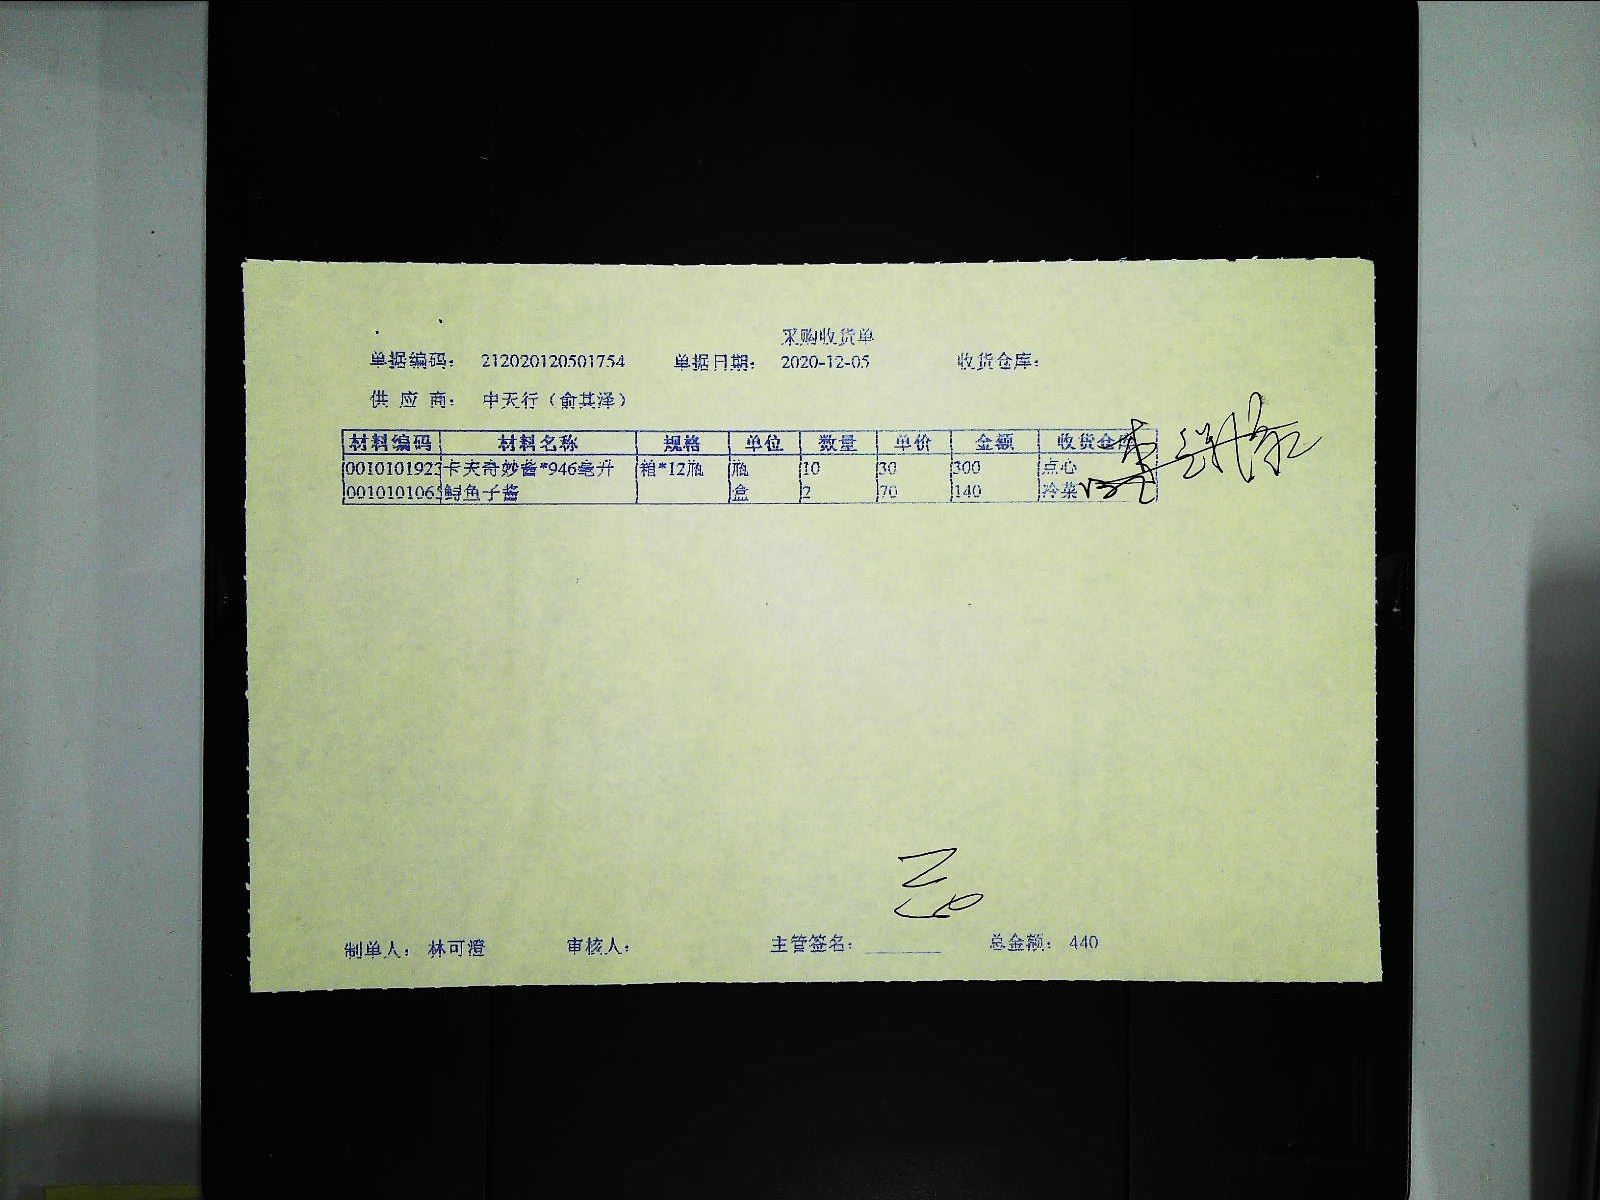 采购收货单
单据编码： 212020120501754 单据日期： 2020-12-05 收货仓库：
供 应 商： 中天行（俞其泽）
材料编码 材料名称 规格 单位 数量 单价 金额 收货仓库
0010101923 卡夫奇妙酱*946毫升 箱*12瓶 瓶 10 30 300 点心
0010101065 鲟鱼子酱 盒 2 70 140 冷菜
制单人： 林可澄 审核人： 主管签名： 总金额： 440